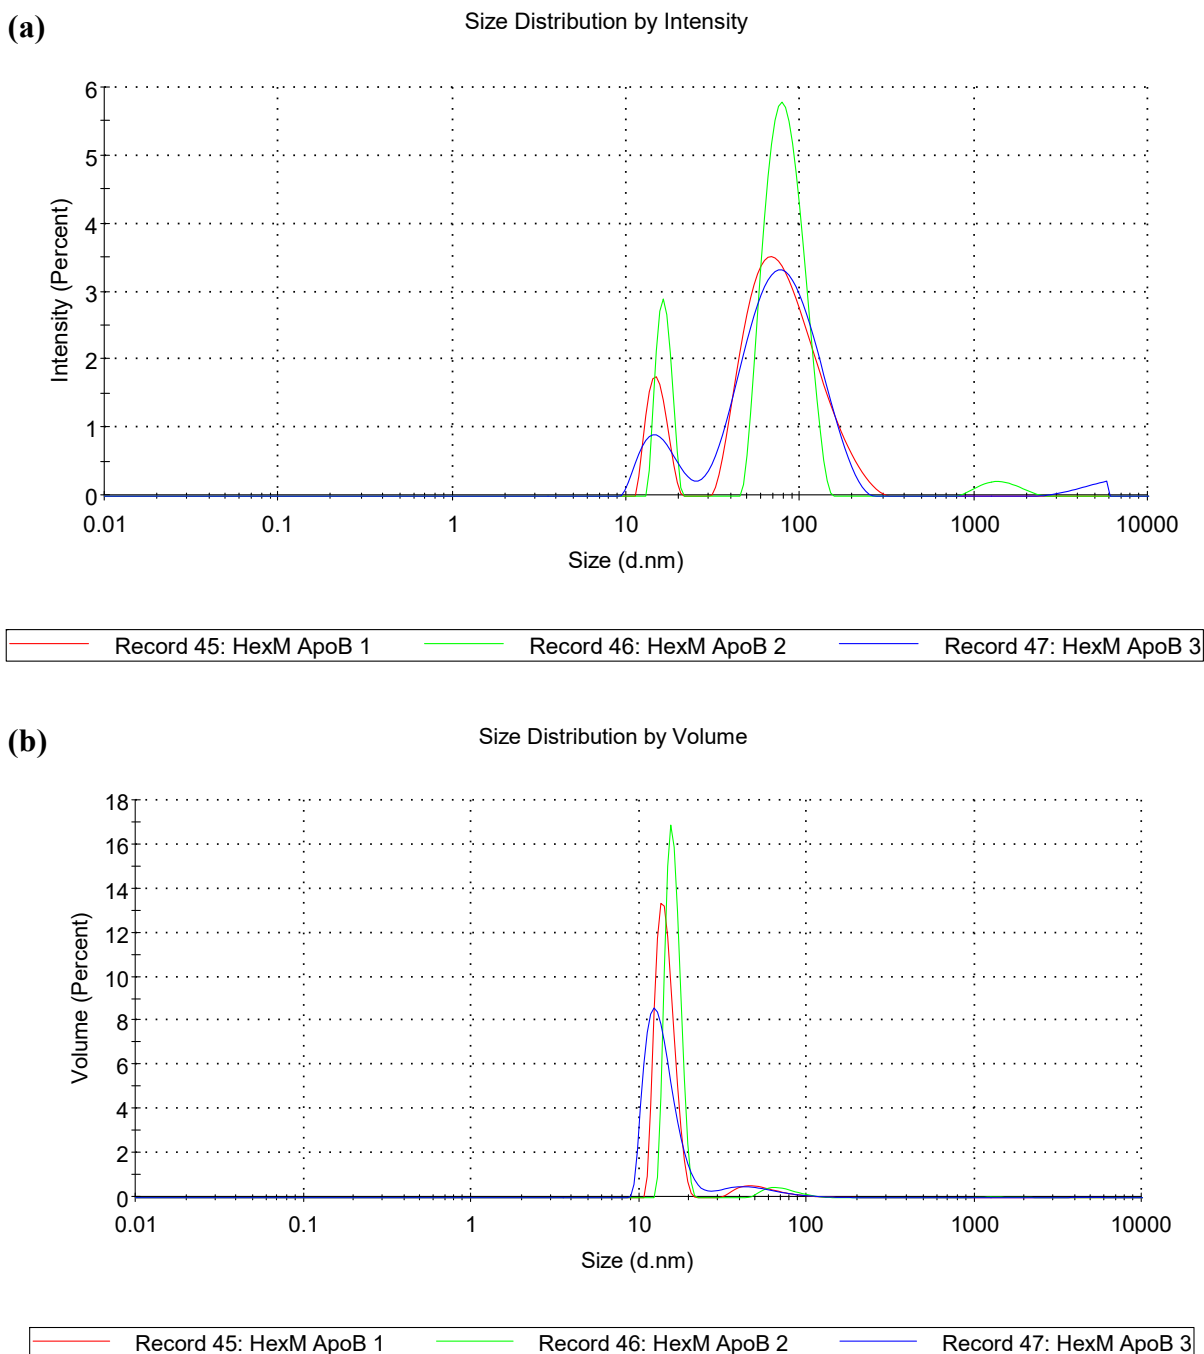 (a)
Size Distribution by Intensity
6
5
4
3
2
1
0
Intensity (Percent)
0.01 0.1 1 10 100 1000 10000
Size (d.nm)
Record 45: HexM ApoB 1 Record 46: HexM ApoB 2 Record 47: HexM ApoB 3
(b)
Size Distribution by Volume
18
16
14
12
10
8
6
4
2
0
Volume (Percent)
0.01 0.1 1 10 100 1000 10000
Size (d.nm)
Record 45: HexM ApoB 1 Record 46: HexM ApoB 2 Record 47: HexM ApoB 3